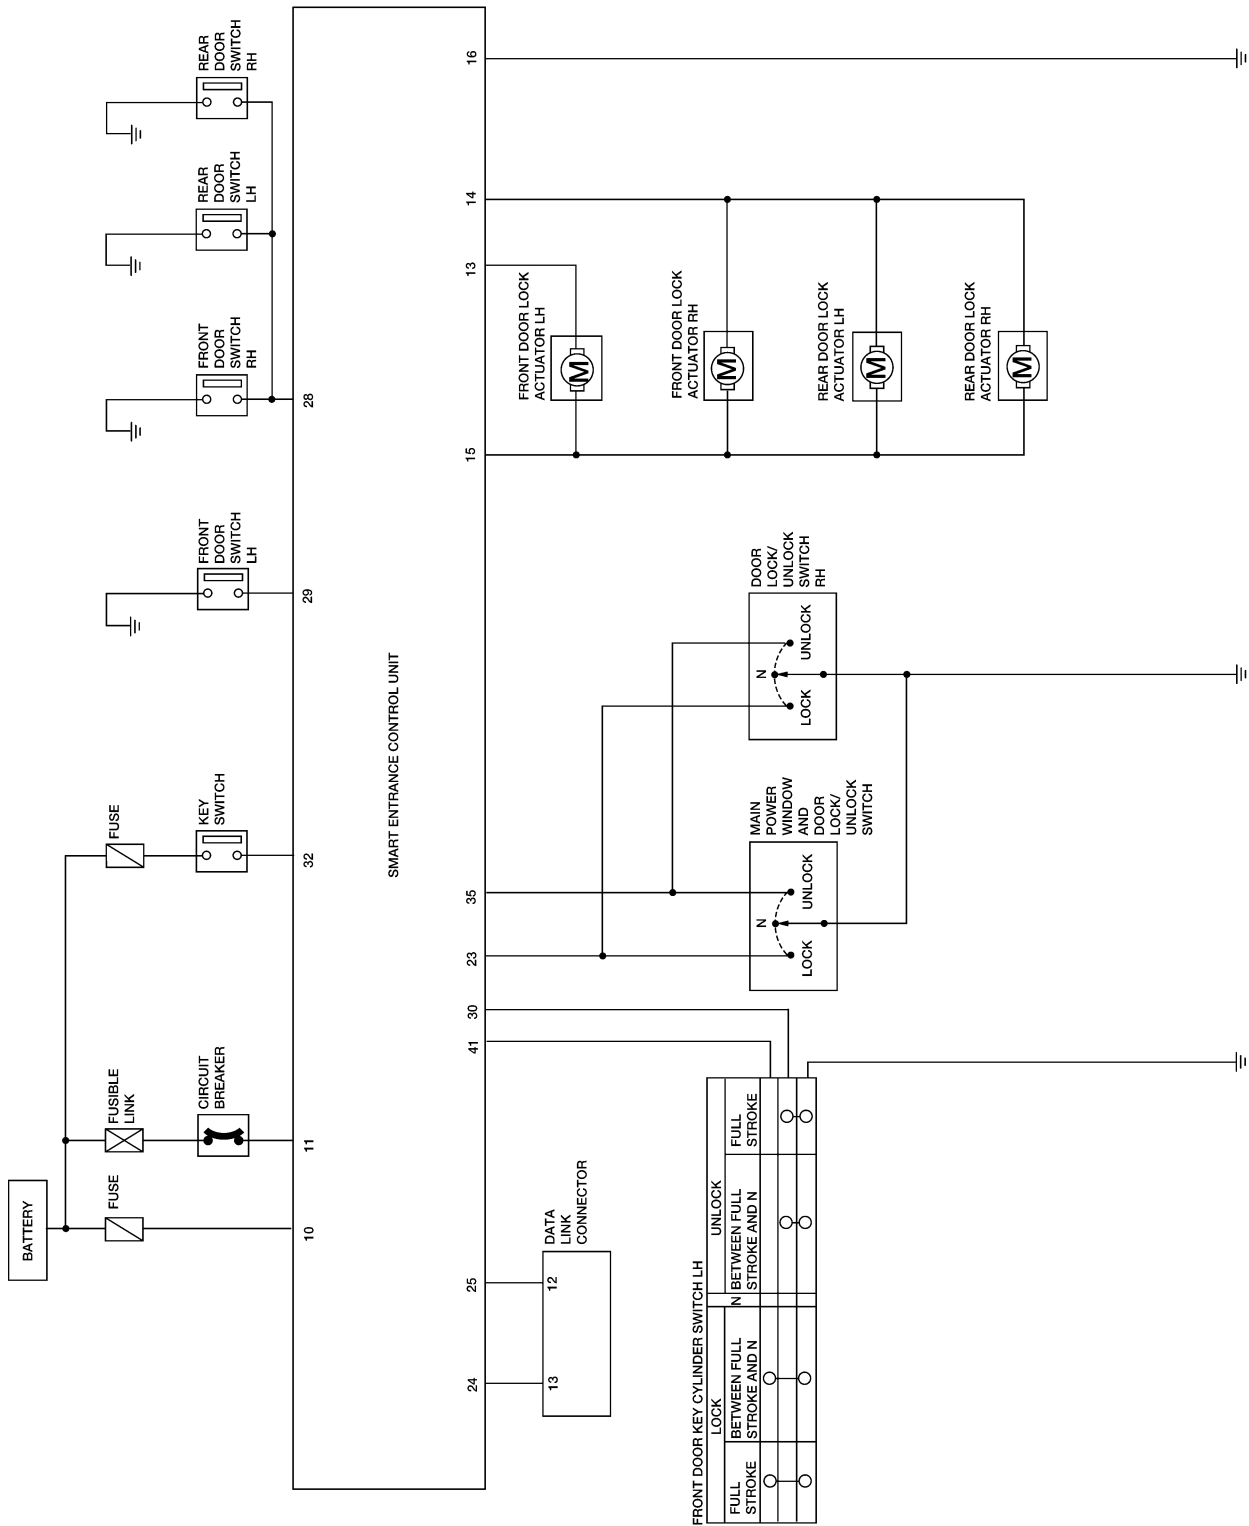 BATTERY
FUSE
FUSIBLE
LINK
CIRCUIT
BREAKER
FUSE
KEY
SWITCH
FRONT
DOOR
SWITCH
LH
FRONT
DOOR
SWITCH
RH
REAR
DOOR
SWITCH
LH
REAR
DOOR
SWITCH
RH
10
11
32
29
28
SMART ENTRANCE CONTROL UNIT
24
25
41
30
23
35
15
13
14
16
13
12
DATA
LINK
CONNECTOR
FRONT DOOR LOCK
ACTUATOR LH
M
FRONT DOOR LOCK
ACTUATOR RH
M
REAR DOOR LOCK
ACTUATOR LH
M
REAR DOOR LOCK
ACTUATOR RH
M
MAIN
POWER
WINDOW
AND
DOOR
LOCK/
UNLOCK
SWITCH
N
LOCK
UNLOCK
DOOR
LOCK/
UNLOCK
SWITCH
RH
N
LOCK
UNLOCK
FRONT DOOR KEY CYLINDER SWITCH LH
LOCK
UNLOCK
FULL
STROKE
BETWEEN FULL
STROKE AND N
N
BETWEEN FULL
STROKE AND N
FULL
STROKE